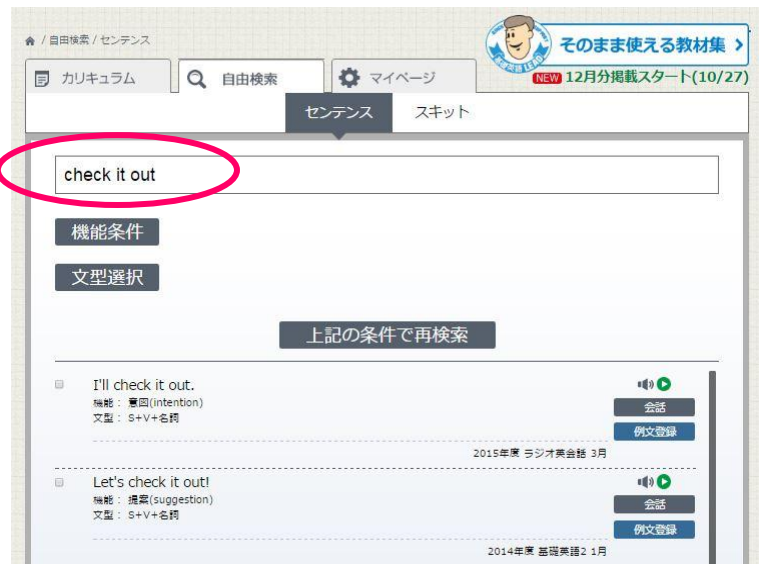 / 自由検索 / センテンス
そのまま使える教材集 >
NEW 12月分掲載スタート(10/27)
カリキュラム 自由検索 マイページ
センテンス スキット
check it out
機能条件
文型選択
上記の条件で再検索
I'll check it out.
機能： 意図(intention)
文型： S+V+名詞
会話
例文登録
2015年度 ラジオ英会話 3月
Let's check it out!
機能： 提案(suggestion)
文型： S+V+名詞
会話
例文登録
2014年度 基礎英語2 1月